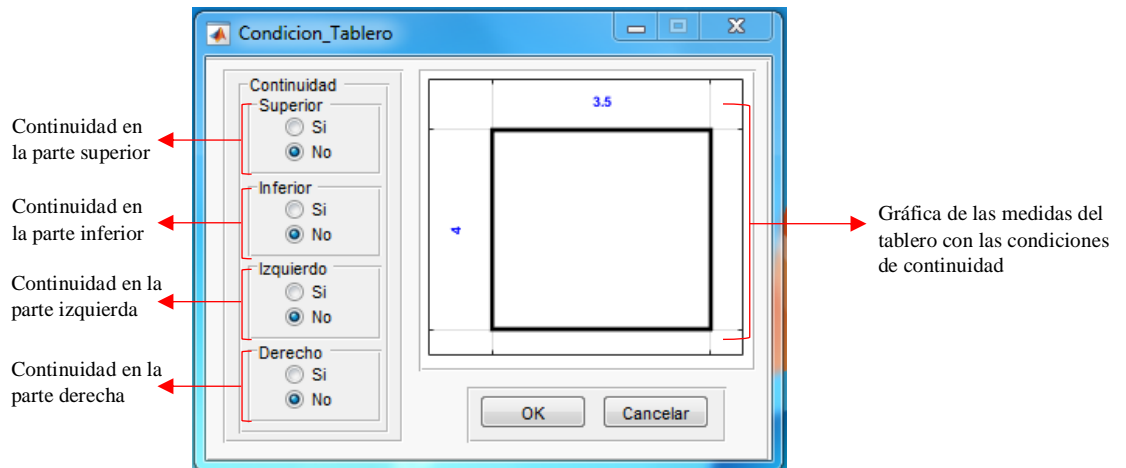 Condicion_Tablero
Continuidad en
la parte superior
Continuidad en
la parte inferior
Continuidad en la
parte izquierda
Continuidad en la
parte derecha
Continuidad
Superior
Si
No
Inferior
Si
No
Izquierdo
Si
No
Derecho
Si
No
3.5
4
OK
Cancelar
Gráfica de las medidas del
tablero con las condiciones
de continuidad